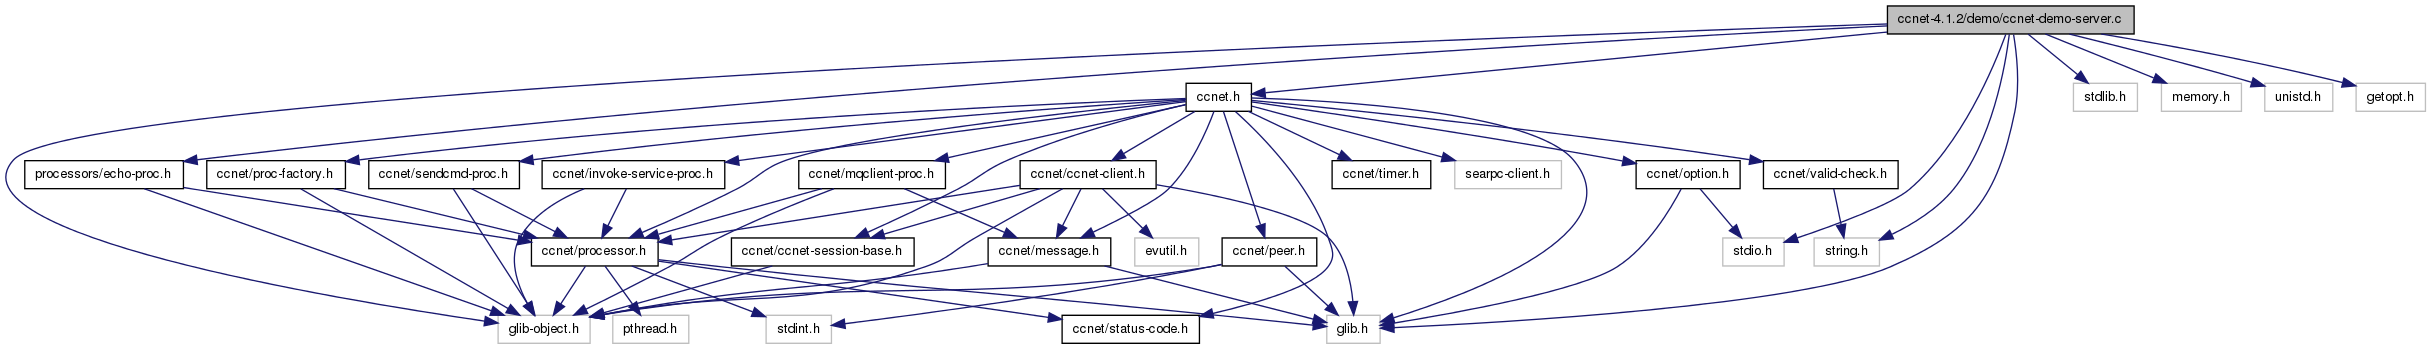 ccnet-4.1.2/demo/ccnet-demo-server.c
ccnet.h
stdlib.h
memory.h
unistd.h
getopt.h
processors/echo-proc.h
ccnet/proc-factory.h
ccnet/sendcmd-proc.h
ccnet/invoke-service-proc.h
ccnet/mqclient-proc.h
ccnet/ccnet-client.h
ccnet/timer.h
searpc-client.h
ccnet/option.h
ccnet/valid-check.h
ccnet/processor.h
ccnet/ccnet-session-base.h
ccnet/message.h
evutil.h
ccnet/peer.h
stdio.h
string.h
glib-object.h
pthread.h
stdint.h
ccnet/status-code.h
glib.h